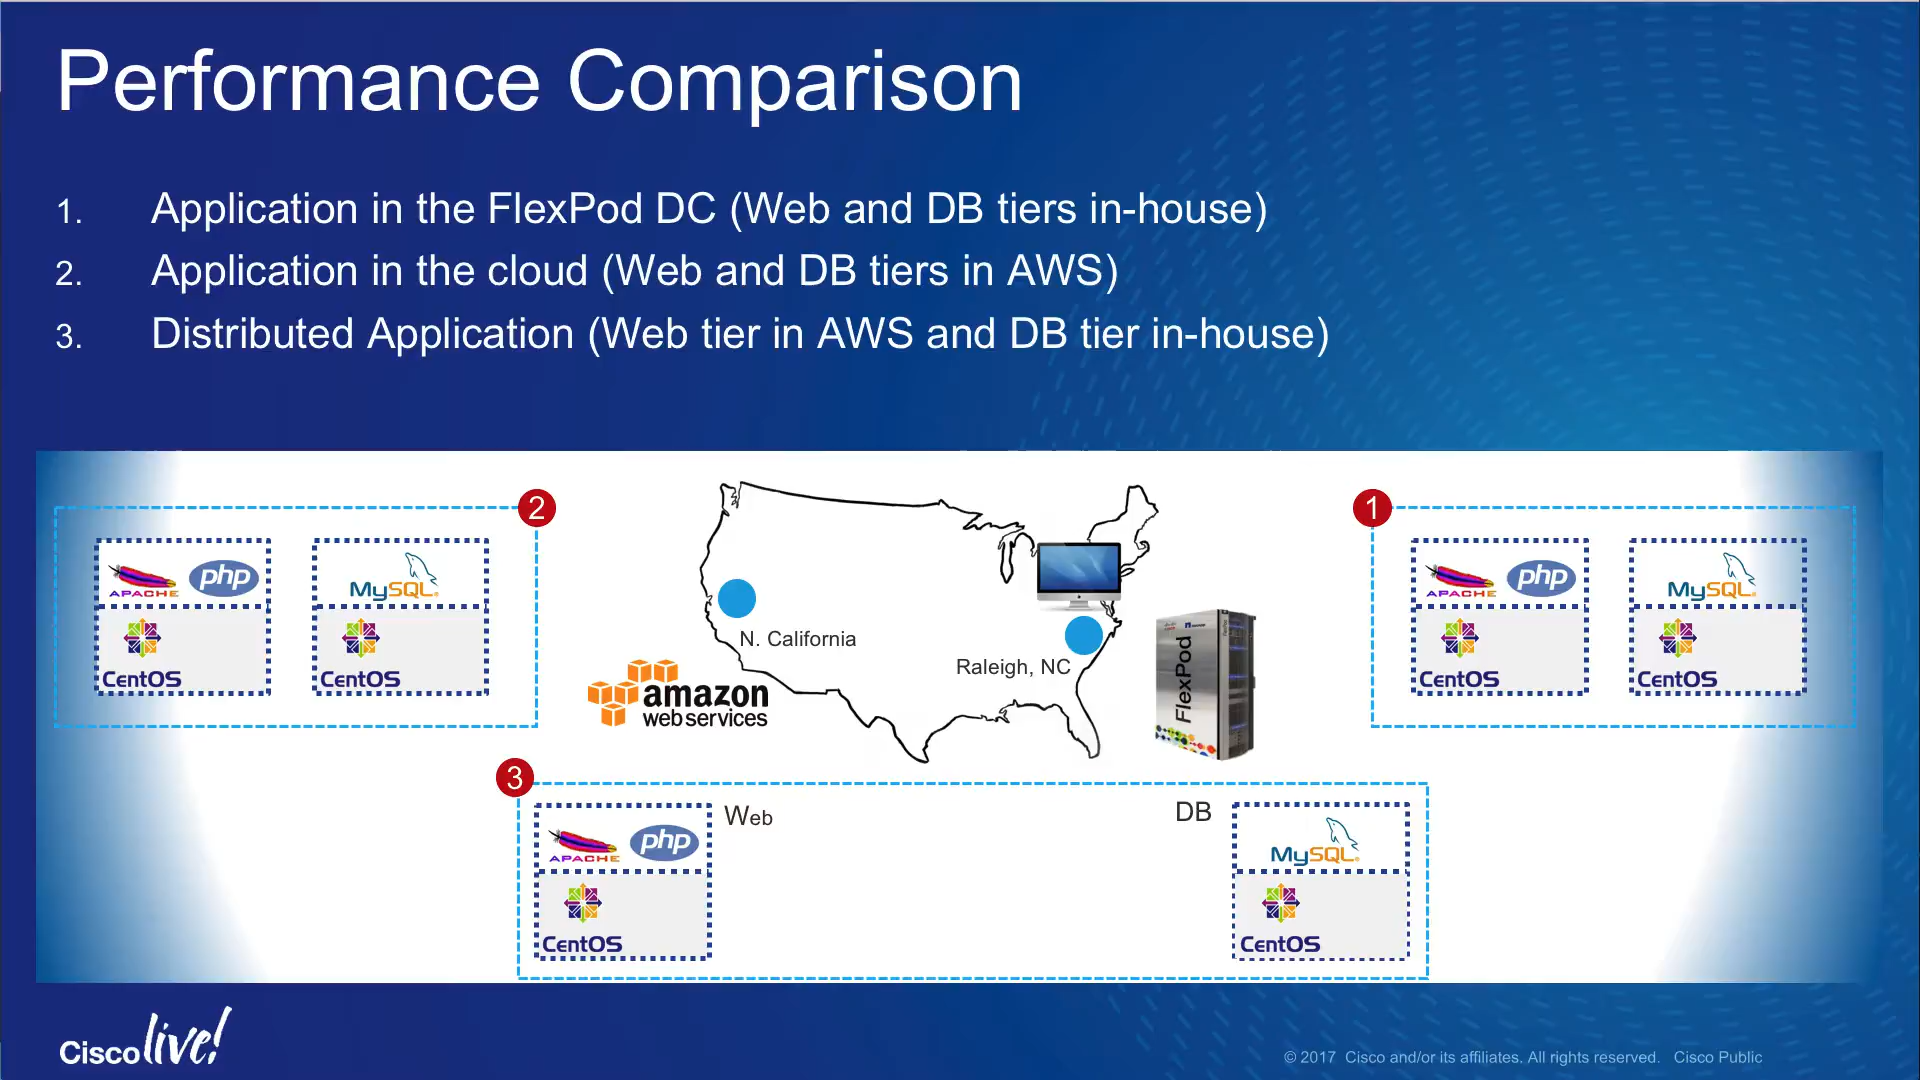 Performance Comparison
1. Application in the FlexPod DC (Web and DB tiers in-house)
2. Application in the cloud (Web and DB tiers in AWS)
3. Distributed Application (Web tier in AWS and DB tier in-house)
2
1
APACHE php
MySQL
CentOS
CentOS
N. California
Raleigh, NC
amazon
web services
FlexPod
APACHE php
MySQL
CentOS
CentOS
3
Web
DB
APACHE php
MySQL
CentOS
CentOS
Cisco live!
© 2017 Cisco and/or its affiliates. All rights reserved. Cisco Public